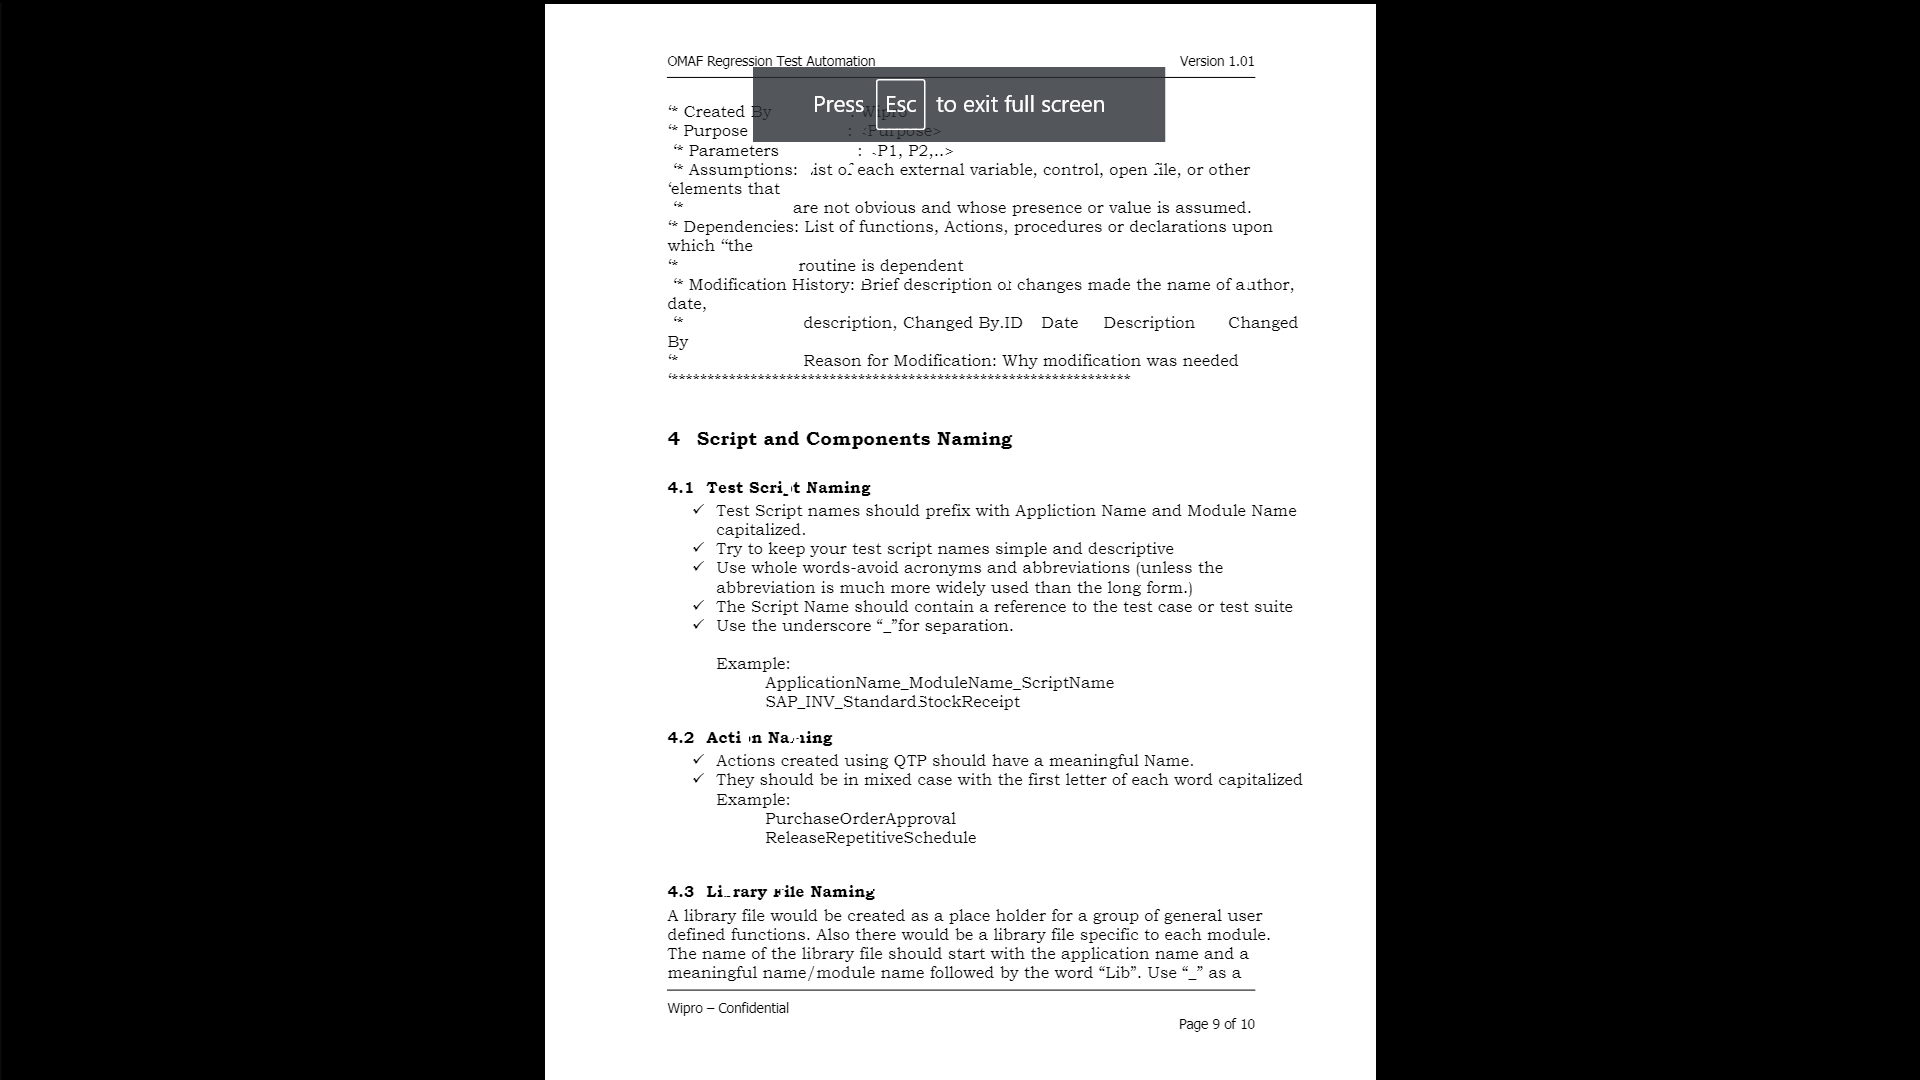 OMAF Regression Test Automation Version 1.01
Press Esc to exit full screen
‘* Created By : Wipro
‘* Purpose : <Purpose>
‘* Parameters : <P1, P2,..>
‘* Assumptions: List of each external variable, control, open file, or other
‘elements that
‘* are not obvious and whose presence or value is assumed.
‘* Dependencies: List of functions, Actions, procedures or declarations upon
which “the
‘* routine is dependent
‘* Modification History: Brief description of changes made the name of author,
date,
‘* description, Changed By.ID Date Description Changed
By
‘* Reason for Modification: Why modification was needed
‘****************************************************************
4 Script and Components Naming
4.1 Test Script Naming
✓ Test Script names should prefix with Appliction Name and Module Name
capitalized.
✓ Try to keep your test script names simple and descriptive
✓ Use whole words-avoid acronyms and abbreviations (unless the
abbreviation is much more widely used than the long form.)
✓ The Script Name should contain a reference to the test case or test suite
✓ Use the underscore “_”for separation.
Example:
ApplicationName_ModuleName_ScriptName
SAP_INV_StandardStockReceipt
4.2 Action Naming
✓ Actions created using QTP should have a meaningful Name.
✓ They should be in mixed case with the first letter of each word capitalized
Example:
PurchaseOrderApproval
ReleaseRepetitiveSchedule
4.3 Library File Naming
A library file would be created as a place holder for a group of general user
defined functions. Also there would be a library file specific to each module.
The name of the library file should start with the application name and a
meaningful name/module name followed by the word “Lib”. Use “_” as a
Wipro – Confidential
Page 9 of 10